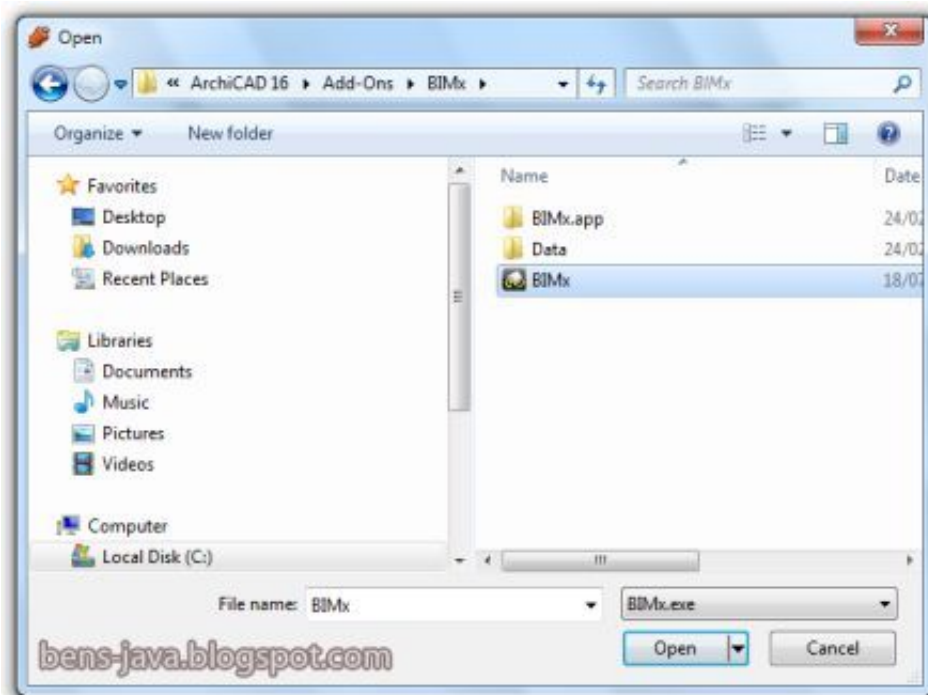 Open
« ArchiCAD 16 Add-Ons BIMx Search BIMx
Organize New folder
Favorites
Desktop
Downloads
Recent Places
Libraries
Documents
Music
Pictures
Videos
Computer
Local Disk (C:)
Name Date
BIMx.app 24/02
Data 24/02
BIMx 18/07
File name: BIMx BIMx.exe
Open Cancel
bens-java.blogspot.com